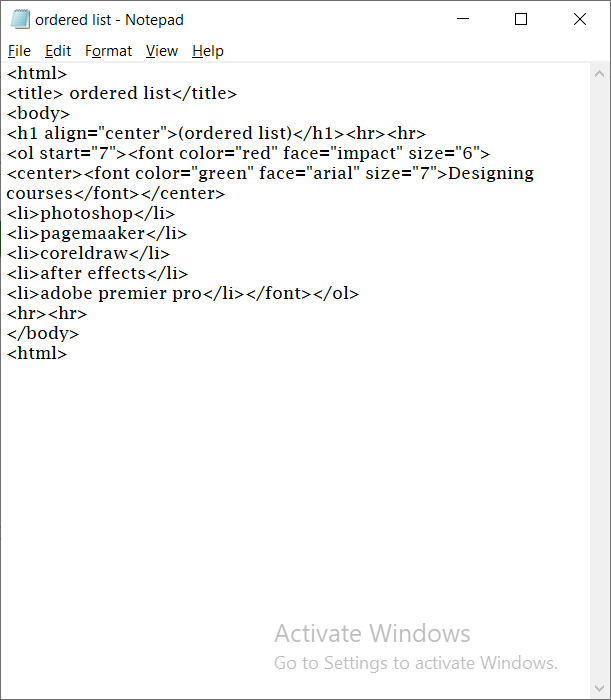 ordered list - Notepad
File Edit Format View Help
<html>
<title> ordered list</title>
<body>
<h1 align="center">(ordered list)</h1><hr><hr>
<ol start="7"><font color="red" face="impact" size="6">
<center><font color="green" face="arial" size="7">Designing
courses</font></center>
<li>photoshop</li>
<li>pagemaaker</li>
<li>coreldraw</li>
<li>after effects</li>
<li>adobe premier pro</li></font></ol>
<hr><hr>
</body>
<html>
Activate Windows
Go to Settings to activate Windows.